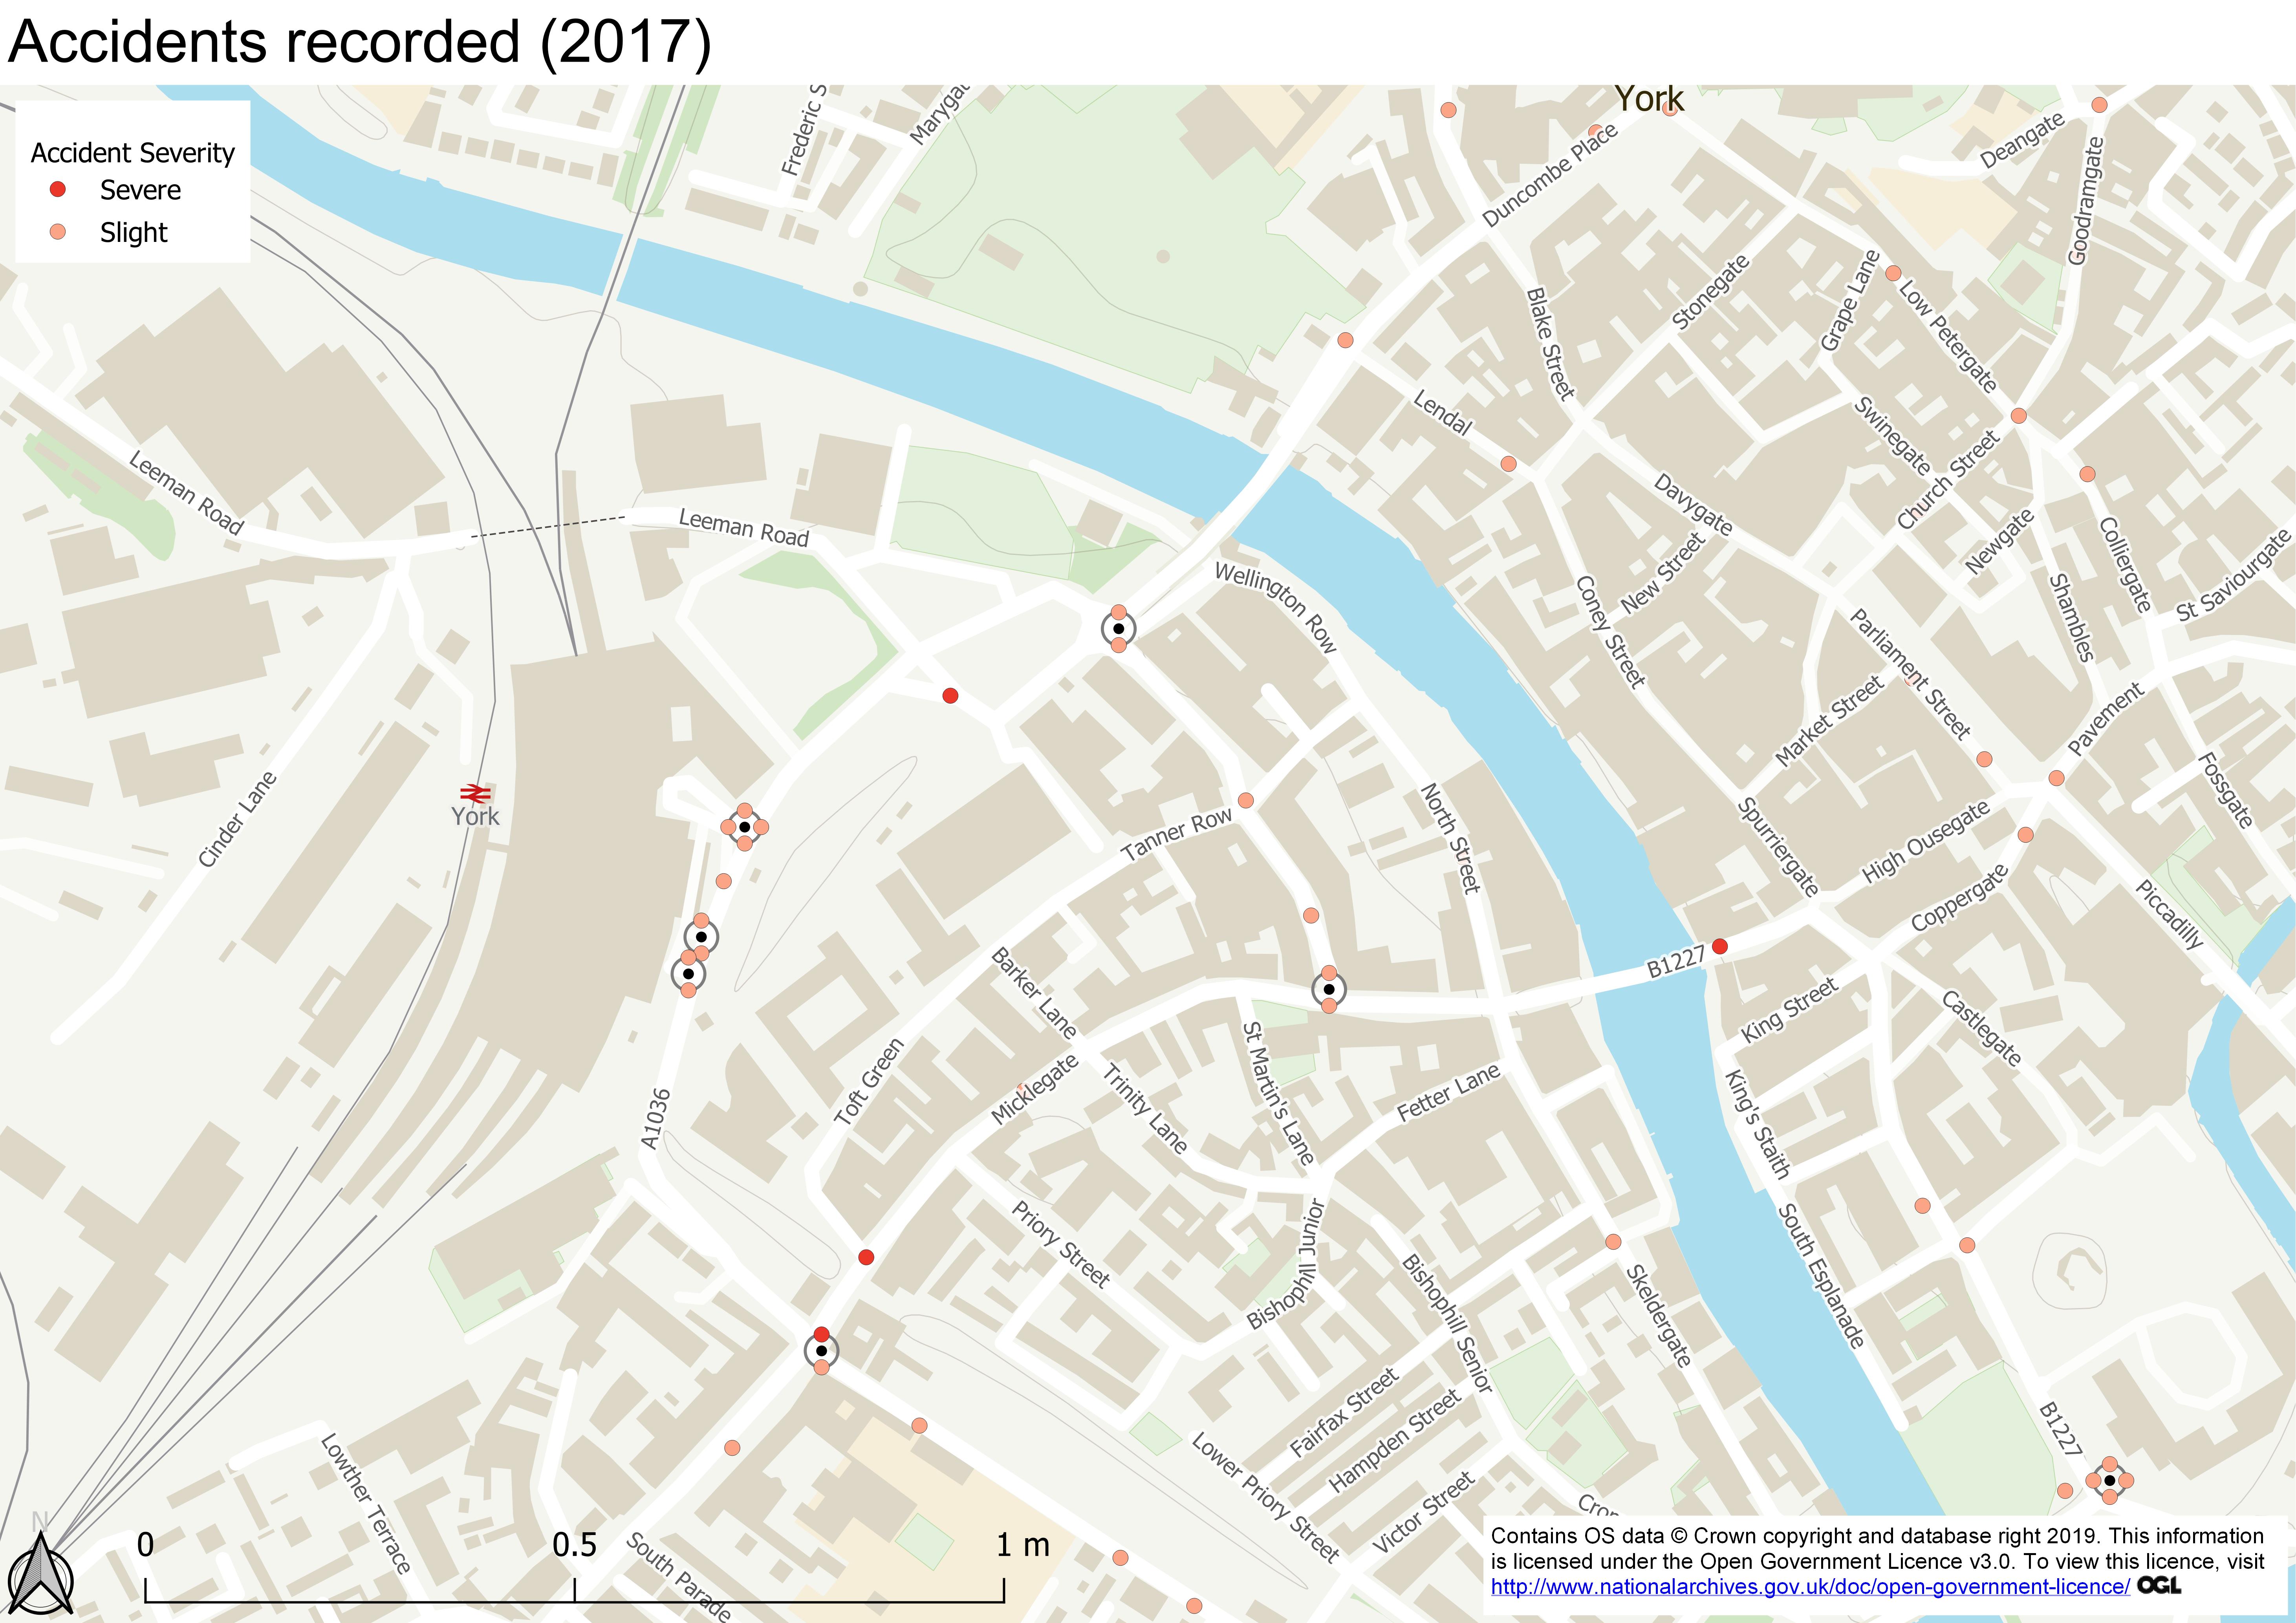 Accidents recorded (2017)
Accident Severity
Severe
Slight
York
Frederic S
Marygat
Duncombe Place
Deangate
Goodramgate
Blake Street
Stonegate
Grape Lane
Low Petergate
Lendal
Swinegate
Church Street
Davygate
New Street
Newgate
Colliergate
St Saviourgate
Shambles
Leeman Road
Leeman Road
Wellington Row
Coney Street
Parliament Street
Market Street
Pavement
Fossgate
Cinder Lane
York
Tanner Row
North Street
Spurriergate
High Ousegate
Coppergate
Piccadilly
B1227
King Street
Castlegate
Barker Lane
Toft Green
Micklegate
Trinity Lane
St Martin's Lane
Fetter Lane
King's Staith
A1036
Priory Street
Bishophill Junior
Bishophill Senior
Skeldergate
South Esplanade
Fairfax Street
Hampden Street
Lower Priory Street
Victor Street
Cror
B1227
Lowther Terrace
South Parade
N
0 0.5 1 m
Contains OS data © Crown copyright and database right 2019. This information
is licensed under the Open Government Licence v3.0. To view this licence, visit
http://www.nationalarchives.gov.uk/doc/open-government-licence/ OGL